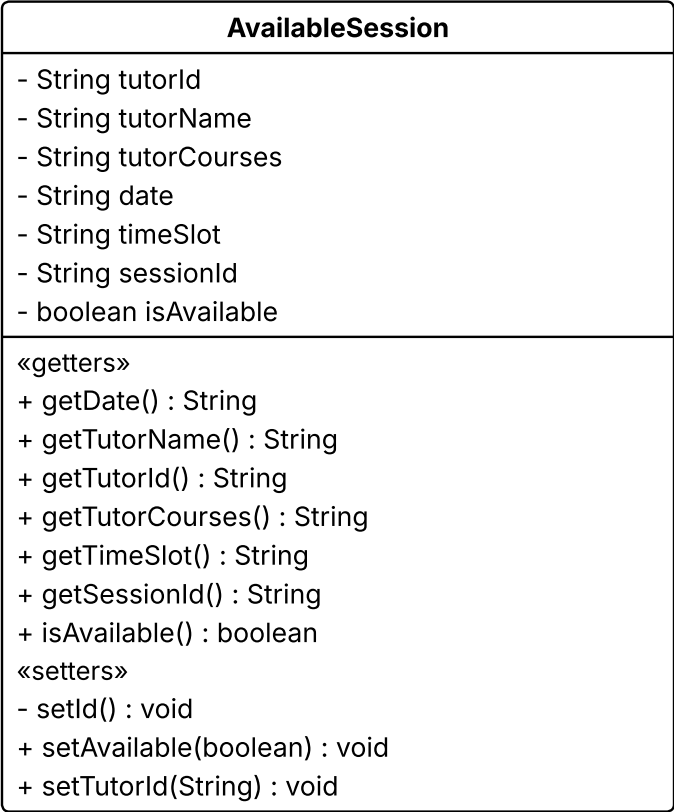 AvailableSession
- String tutorId
- String tutorName
- String tutorCourses
- String date
- String timeSlot
- String sessionId
- boolean isAvailable
«getters»
+ getDate() : String
+ getTutorName() : String
+ getTutorId() : String
+ getTutorCourses() : String
+ getTimeSlot() : String
+ getSessionId() : String
+ isAvailable() : boolean
«setters»
- setId() : void
+ setAvailable(boolean) : void
+ setTutorId(String) : void